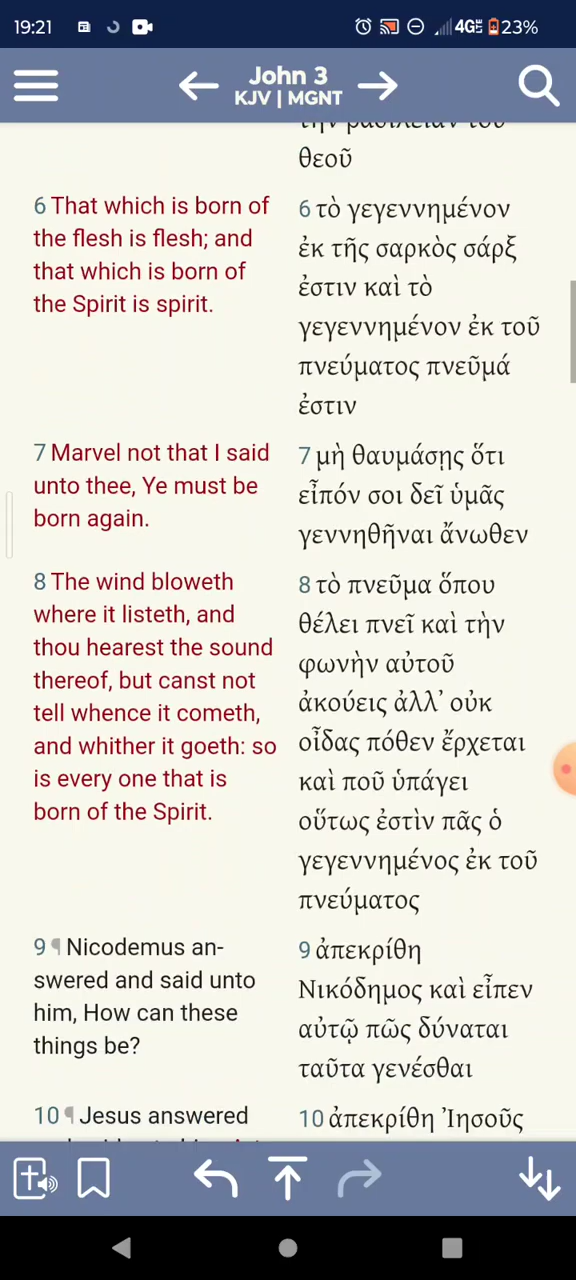 19:21
4G
23%
John 3
KJV | MGNT
την βασιλείαν του
θεοῦ
6 That which is born of
the flesh is flesh; and
that which is born of
the Spirit is spirit.
6 τὸ γεγεννημένον
ἐκ τῆς σαρκὸς σάρξ
ἐστιν καὶ τὸ
γεγεννημένον ἐκ τοῦ
πνεύματος πνεῦμά
ἐστιν
7 Marvel not that I said
unto thee, Ye must be
born again.
7 μὴ θαυμάσῃς ὅτι
εἶπόν σοι δεῖ ὑμᾶς
γεννηθῆναι ἄνωθεν
8 The wind bloweth
where it listeth, and
thou hearest the sound
thereof, but canst not
tell whence it cometh,
and whither it goeth: so
is every one that is
born of the Spirit.
8 τὸ πνεῦμα ὅπου
θέλει πνεῖ καὶ τὴν
φωνὴν αὐτοῦ
ἀκούεις ἀλλ’ οὐκ
οἶδας πόθεν ἔρχεται
καὶ ποῦ ὑπάγει
οὕτως ἐστὶν πᾶς ὁ
γεγεννημένος ἐκ τοῦ
πνεύματος
9 ¶ Nicodemus an-
swered and said unto
him, How can these
things be?
9 ἀπεκρίθη
Νικόδημος καὶ εἶπεν
αὐτῷ πῶς δύναται
ταῦτα γενέσθαι
10 ¶ Jesus answered
10 ἀπεκρίθη Ἰησοῦς